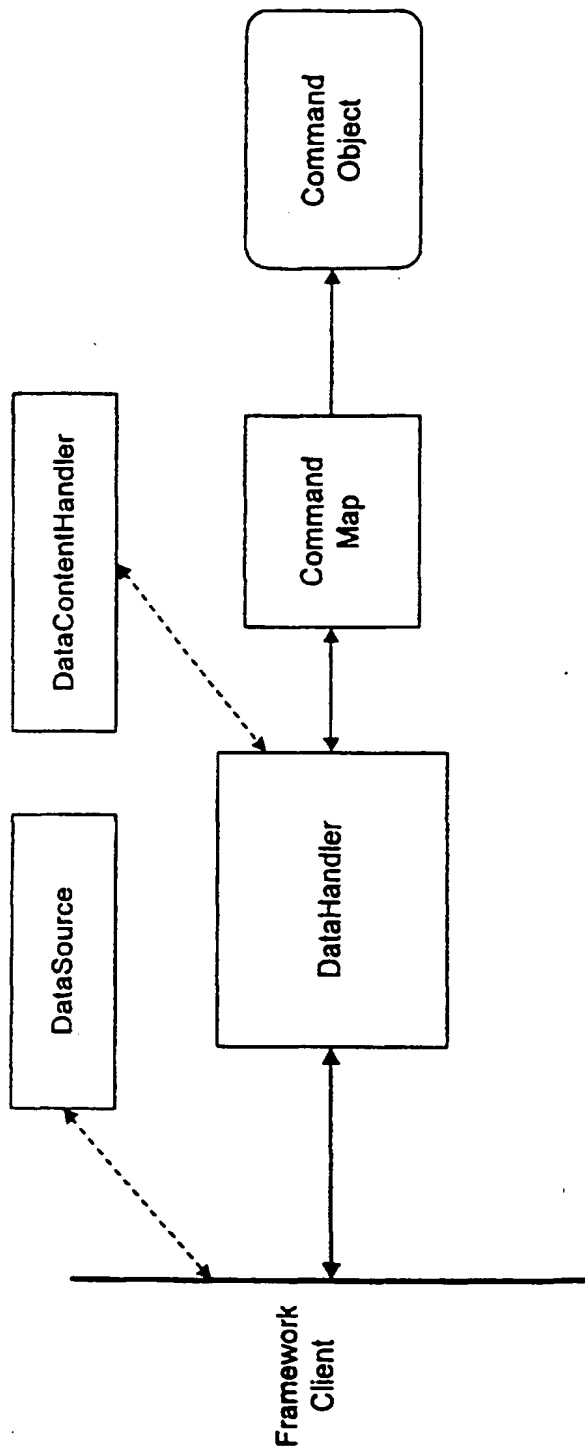 DataSource
DataContentHandler
Framework
Client
DataHandler
Command
Map
Command
Object